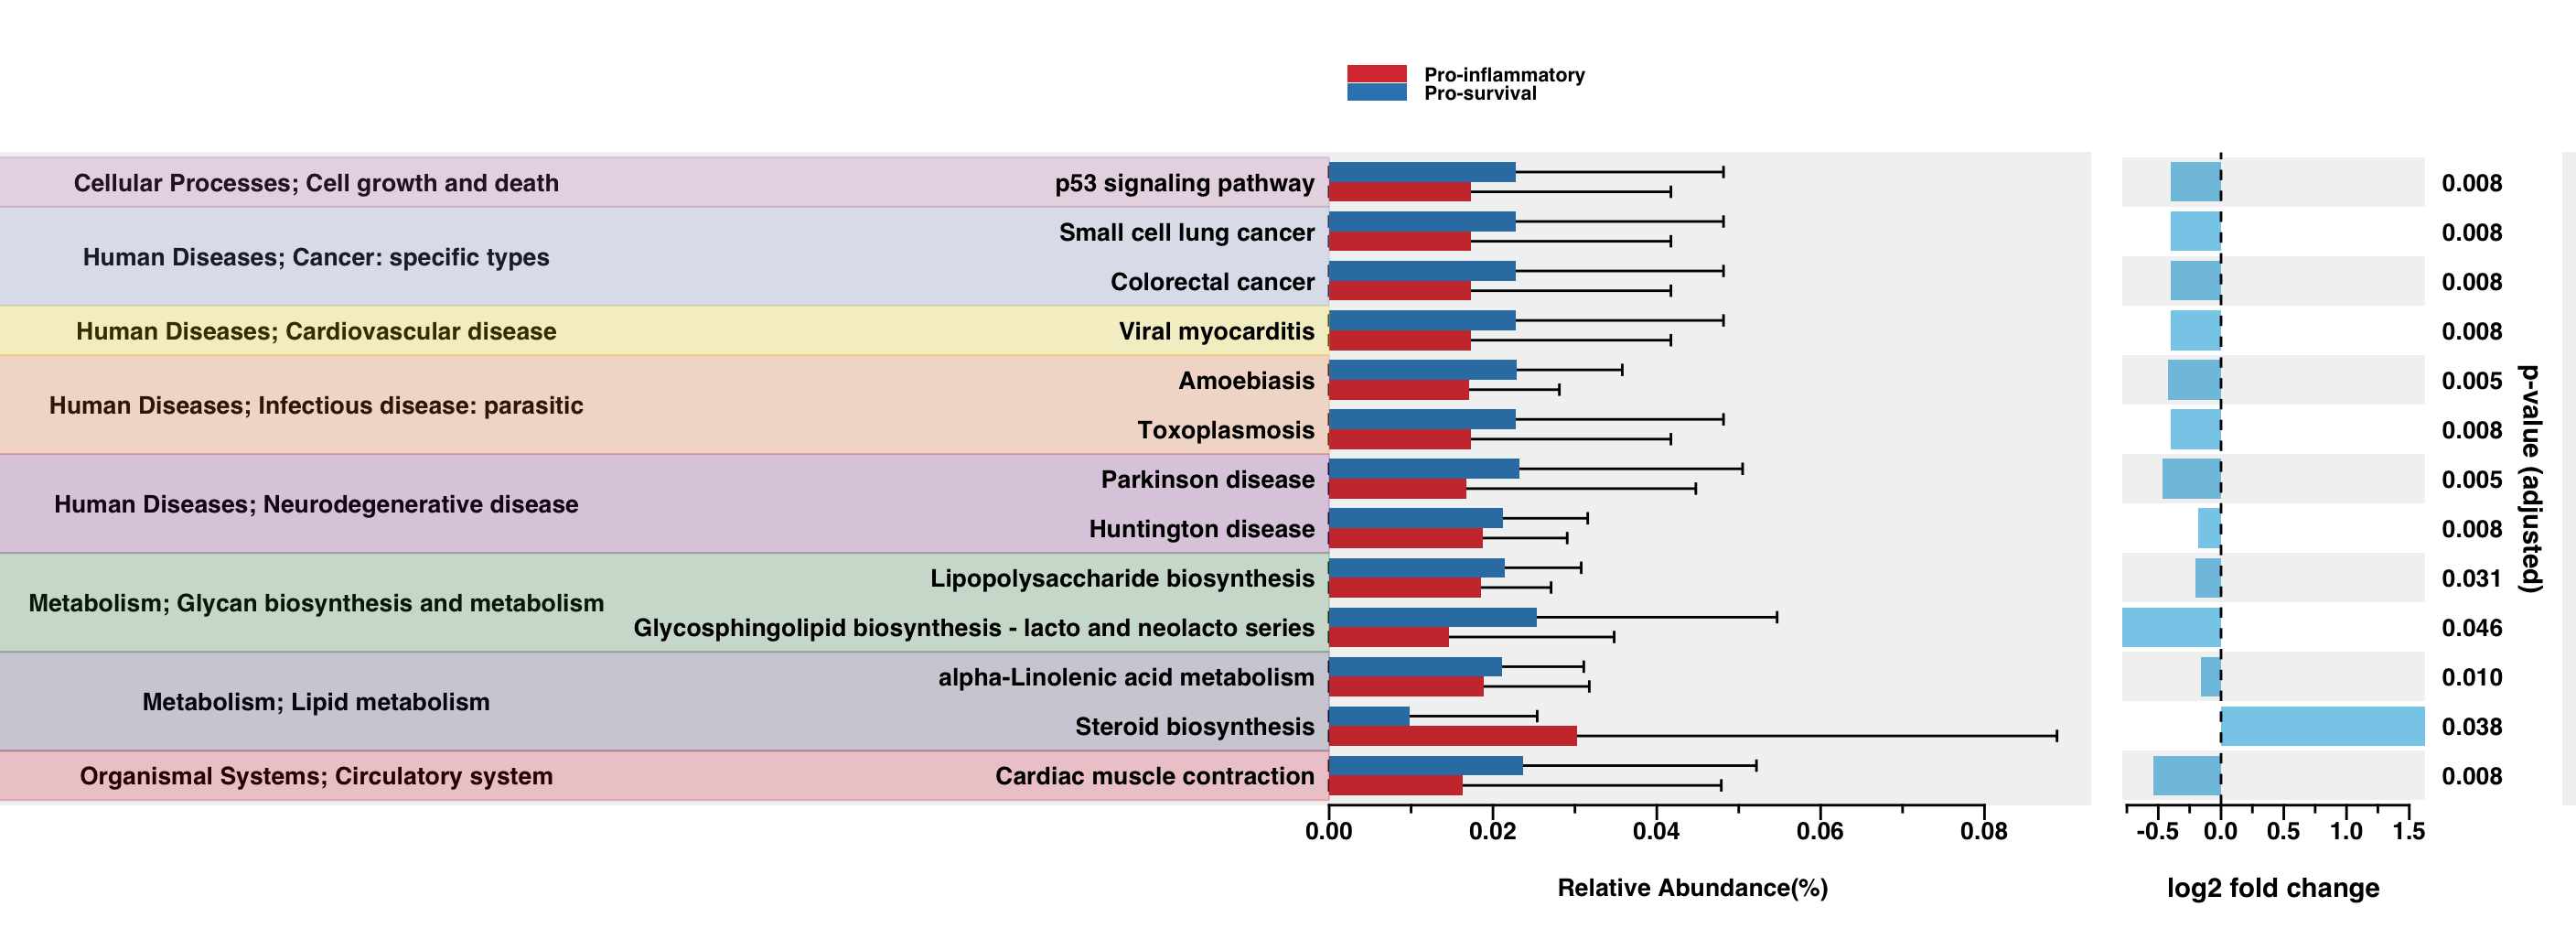 Pro-inflammatory
Pro-survival
Cellular Processes; Cell growth and death
p53 signaling pathway
0.008
Human Diseases; Cancer: specific types
Small cell lung cancer
0.008
Colorectal cancer
0.008
Human Diseases; Cardiovascular disease
Viral myocarditis
0.008
Human Diseases; Infectious disease: parasitic
Amoebiasis
0.005
Toxoplasmosis
0.008
Human Diseases; Neurodegenerative disease
Parkinson disease
0.005
Huntington disease
0.008
Metabolism; Glycan biosynthesis and metabolism
Lipopolysaccharide biosynthesis
0.031
Glycosphingolipid biosynthesis - lacto and neolacto series
0.046
Metabolism; Lipid metabolism
alpha-Linolenic acid metabolism
0.010
Steroid biosynthesis
0.038
Organismal Systems; Circulatory system
Cardiac muscle contraction
0.008
p-value (adjusted)
0.00 0.02 0.04 0.06 0.08
-0.5 0.0 0.5 1.0 1.5
Relative Abundance(%)
log2 fold change